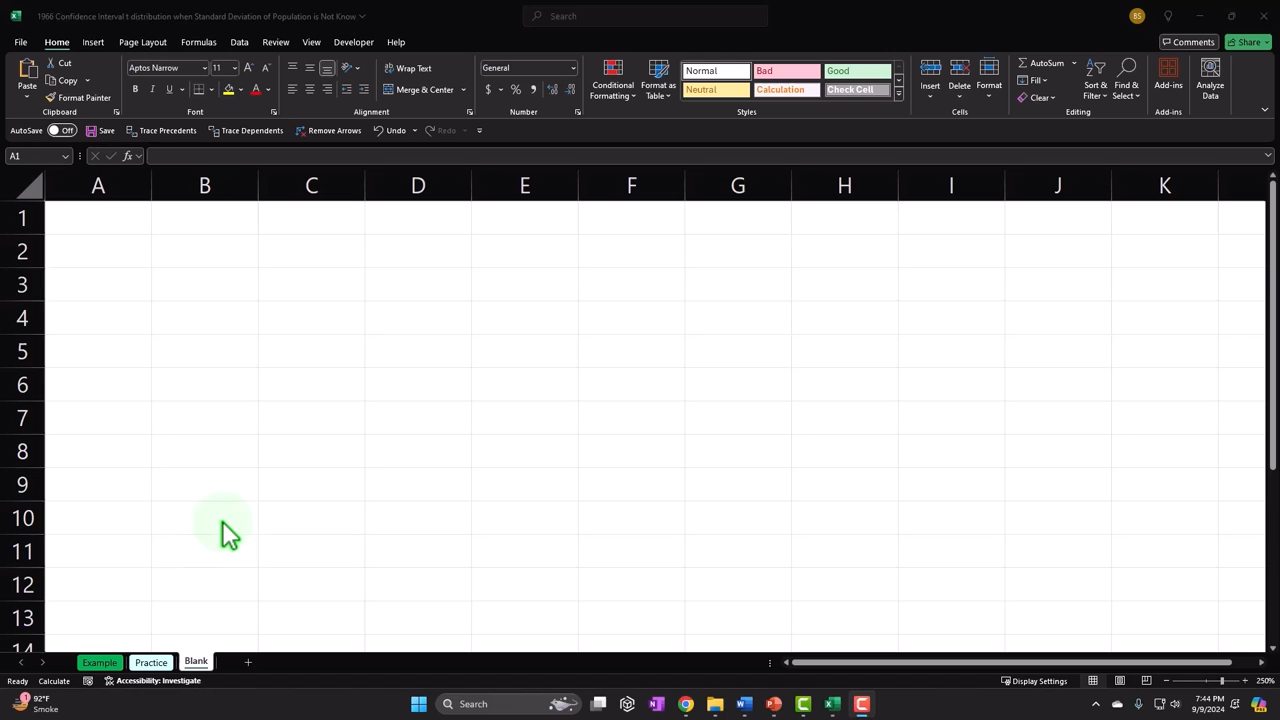 1966 Confidence Interval t distribution when Standard Deviation of Population is Not Know
Search
BS
File Home Insert Page Layout Formulas Data Review View Developer Help
Comments Share
Paste Cut Copy Format Painter
Clipboard
Aptos Narrow 11
Font
Wrap Text
Merge & Center
Alignment
General
Number
Conditional Formatting
Format as Table
Normal Bad Good
Neutral Calculation Check Cell
Styles
Insert Delete Format
Cells
AutoSum
Fill
Clear
Sort & Filter
Find & Select
Editing
Add-ins
Add-ins
Analyze Data
AutoSave Off Save Trace Precedents Trace Dependents Remove Arrows Undo Redo
A1 fx
A B C D E F G H I J K
1
2
3
4
5
6
7
8
9
10
11
12
13
14
Example Practice Blank
Ready Calculate Accessibility: Investigate Display Settings 250%
1
92°F
Smoke
Search
7:44 PM
9/9/2024